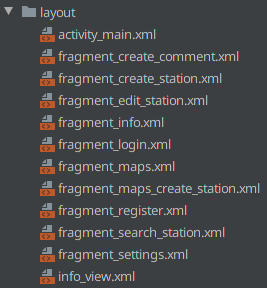 layout
activity_main.xml
fragment_create_comment.xml
fragment_create_station.xml
fragment_edit_station.xml
fragment_info.xml
fragment_login.xml
fragment_maps.xml
fragment_maps_create_station.xml
fragment_register.xml
fragment_search_station.xml
fragment_settings.xml
info_view.xml